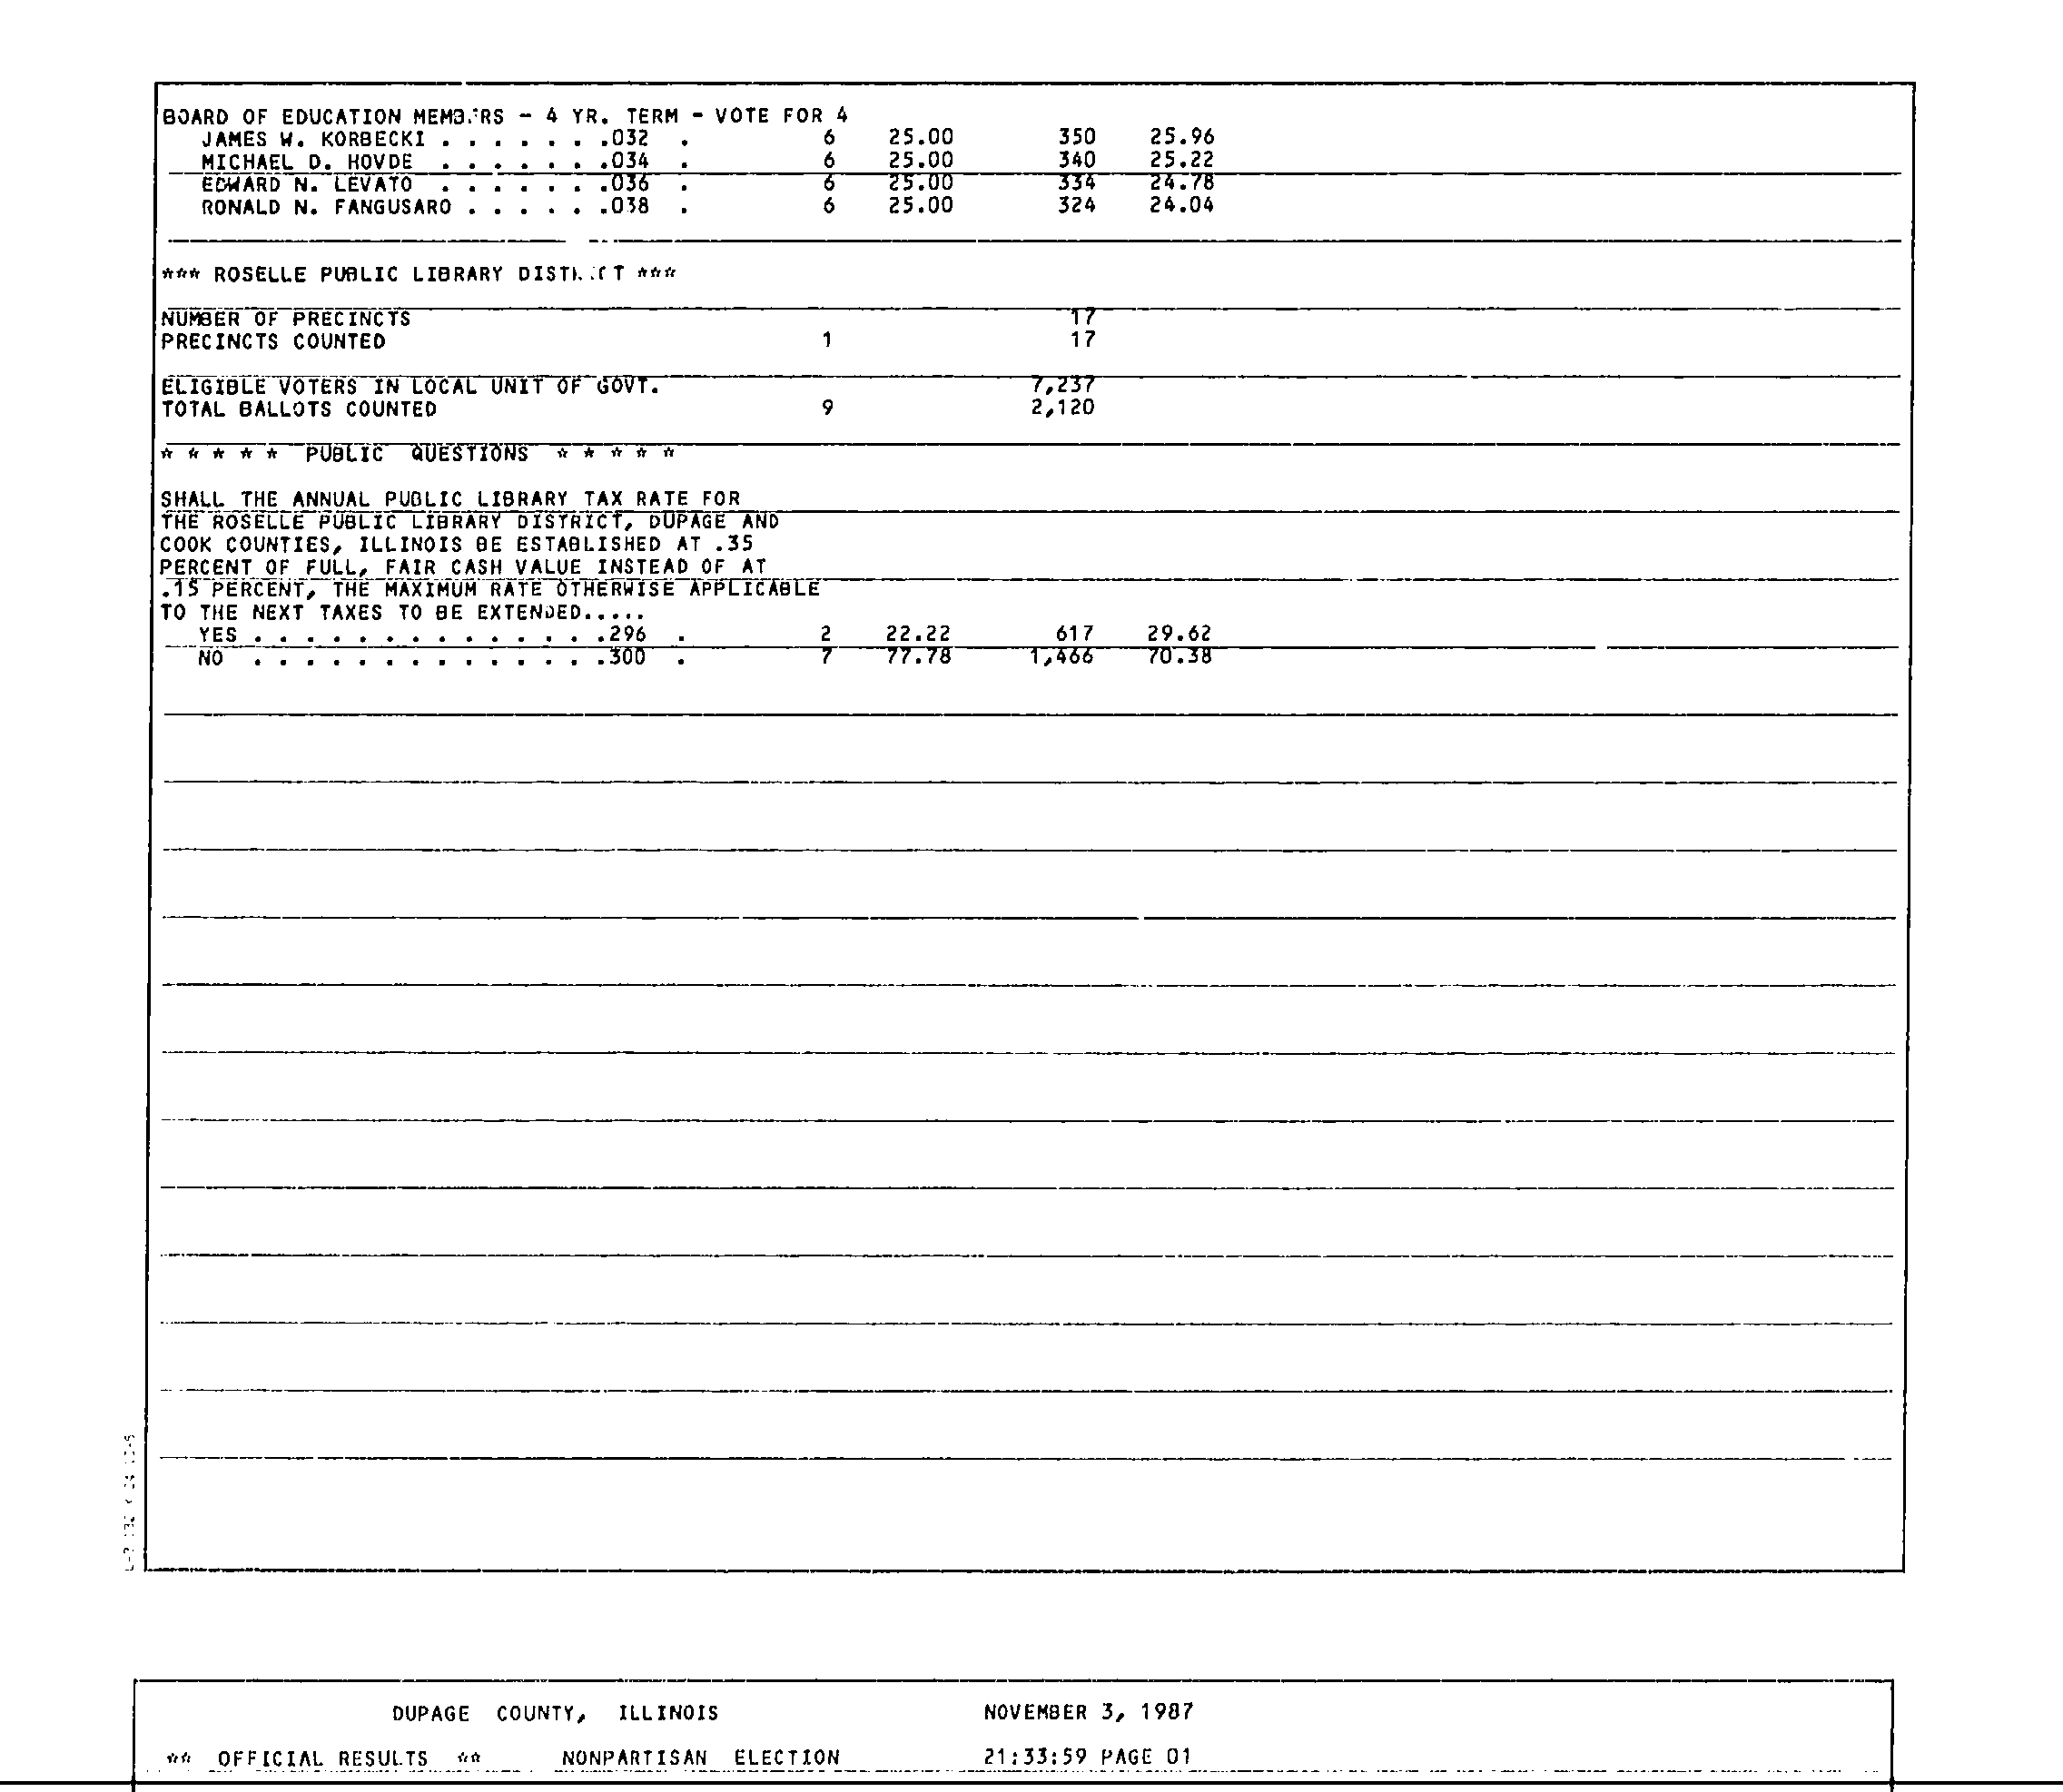 BOARD OF EDUCATION MEMBERS - 4 YR. TERM - VOTE FOR 4
JAMES W. KORBECKI . . . . . . .032 . 6 25.00 350 25.96
MICHAEL D. HOVDE . . . . . . .034 . 6 25.00 340 25.22
EDWARD N. LEVATO . . . . . . .036 . 6 25.00 334 24.78
RONALD N. FANGUSARO . . . . . .038 . 6 25.00 324 24.04
*** ROSELLE PUBLIC LIBRARY DISTRICT ***
NUMBER OF PRECINCTS 17
PRECINCTS COUNTED 1 17
ELIGIBLE VOTERS IN LOCAL UNIT OF GOVT. 7,237
TOTAL BALLOTS COUNTED 9 2,120
* * * * * PUBLIC QUESTIONS * * * * *
SHALL THE ANNUAL PUBLIC LIBRARY TAX RATE FOR
THE ROSELLE PUBLIC LIBRARY DISTRICT, DUPAGE AND
COOK COUNTIES, ILLINOIS BE ESTABLISHED AT .35
PERCENT OF FULL, FAIR CASH VALUE INSTEAD OF AT
.15 PERCENT, THE MAXIMUM RATE OTHERWISE APPLICABLE
TO THE NEXT TAXES TO BE EXTENDED.....
YES . . . . . . . . . . . . . .296 . 2 22.22 617 29.62
NO . . . . . . . . . . . . . .300 . 7 77.78 1,466 70.38
DUPAGE COUNTY, ILLINOIS NOVEMBER 3, 1987
** OFFICIAL RESULTS ** NONPARTISAN ELECTION 21:33:59 PAGE 01